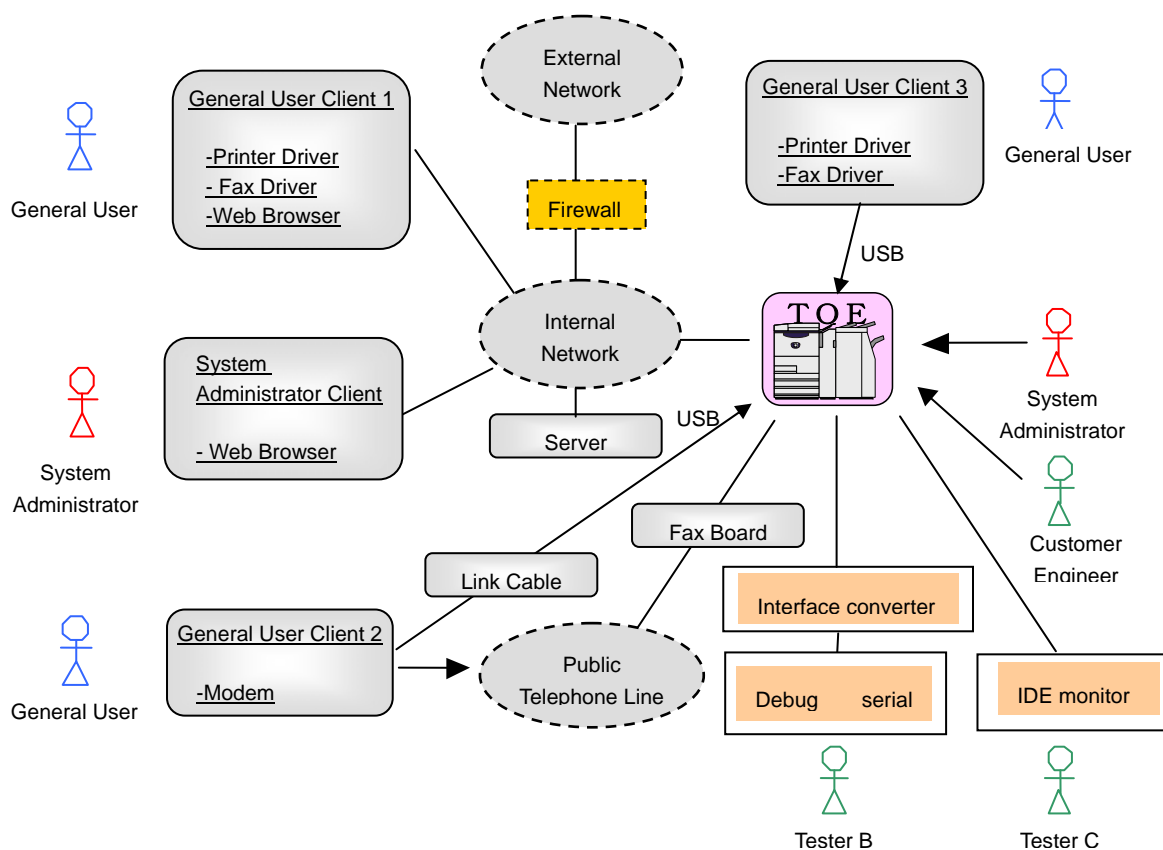 External
Network
General User Client 1
-Printer Driver
- Fax Driver
-Web Browser
General User
General User Client 3
-Printer Driver
-Fax Driver
General User
Firewall
USB
TOE
Internal
Network
System
Administrator Client
- Web Browser
System
Administrator
Server
USB
System
Administrator
Fax Board
Link Cable
Customer
Engineer
Interface converter
General User Client 2
-Modem
General User
Public
Telephone Line
Debug serial
IDE monitor
Tester B
Tester C